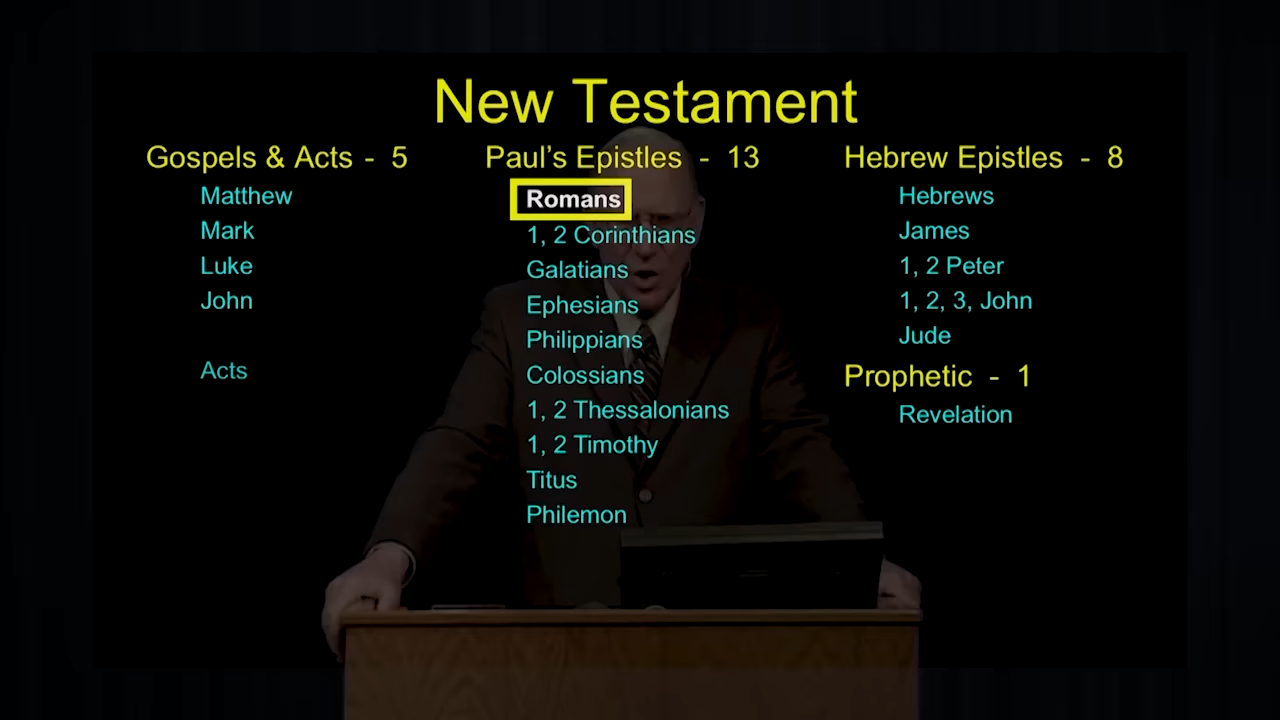 New Testament
Gospels & Acts - 5
Matthew
Mark
Luke
John
Acts
Paul’s Epistles - 13
Romans
1, 2 Corinthians
Galatians
Ephesians
Philippians
Colossians
1, 2 Thessalonians
1, 2 Timothy
Titus
Philemon
Hebrew Epistles - 8
Hebrews
James
1, 2 Peter
1, 2, 3, John
Jude
Prophetic - 1
Revelation